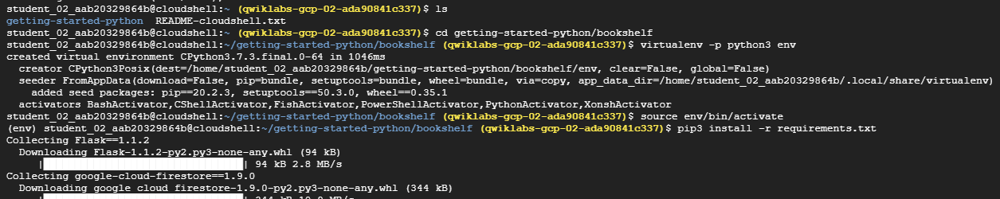 student_02_aab20329864b@cloudshell:~ (qwiklabs-gcp-02-ada90841c337)$ ls
getting-started-python  README-cloudshell.txt
student_02_aab20329864b@cloudshell:~ (qwiklabs-gcp-02-ada90841c337)$ cd getting-started-python/bookshelf
student_02_aab20329864b@cloudshell:~/getting-started-python/bookshelf (qwiklabs-gcp-02-ada90841c337)$ virtualenv -p python3 env
created virtual environment CPython3.7.3.final.0-64 in 1046ms
  creator CPython3Posix(dest=/home/student_02_aab20329864b/getting-started-python/bookshelf/env, clear=False, global=False)
  seeder FromAppData(download=False, pip=bundle, setuptools=bundle, wheel=bundle, via=copy, app_data_dir=/home/student_02_aab20329864b/.local/share/virtualenv)
    added seed packages: pip==20.2.3, setuptools==50.3.0, wheel==0.35.1
  activators BashActivator,CShellActivator,FishActivator,PowerShellActivator,PythonActivator,XonshActivator
student_02_aab20329864b@cloudshell:~/getting-started-python/bookshelf (qwiklabs-gcp-02-ada90841c337)$ source env/bin/activate
(env) student_02_aab20329864b@cloudshell:~/getting-started-python/bookshelf (qwiklabs-gcp-02-ada90841c337)$ pip3 install -r requirements.txt
Collecting Flask==1.1.2
  Downloading Flask-1.1.2-py2.py3-none-any.whl (94 kB)
     |████████████████████████████████| 94 kB 2.8 MB/s
Collecting google-cloud-firestore==1.9.0
  Downloading google_cloud_firestore-1.9.0-py2.py3-none-any.whl (344 kB)